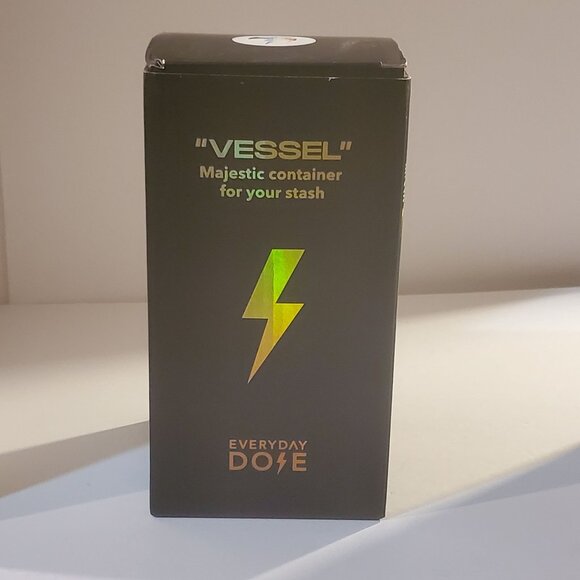 "VESSEL"
Majestic container
for your stash
EVERYDAY
DOSE